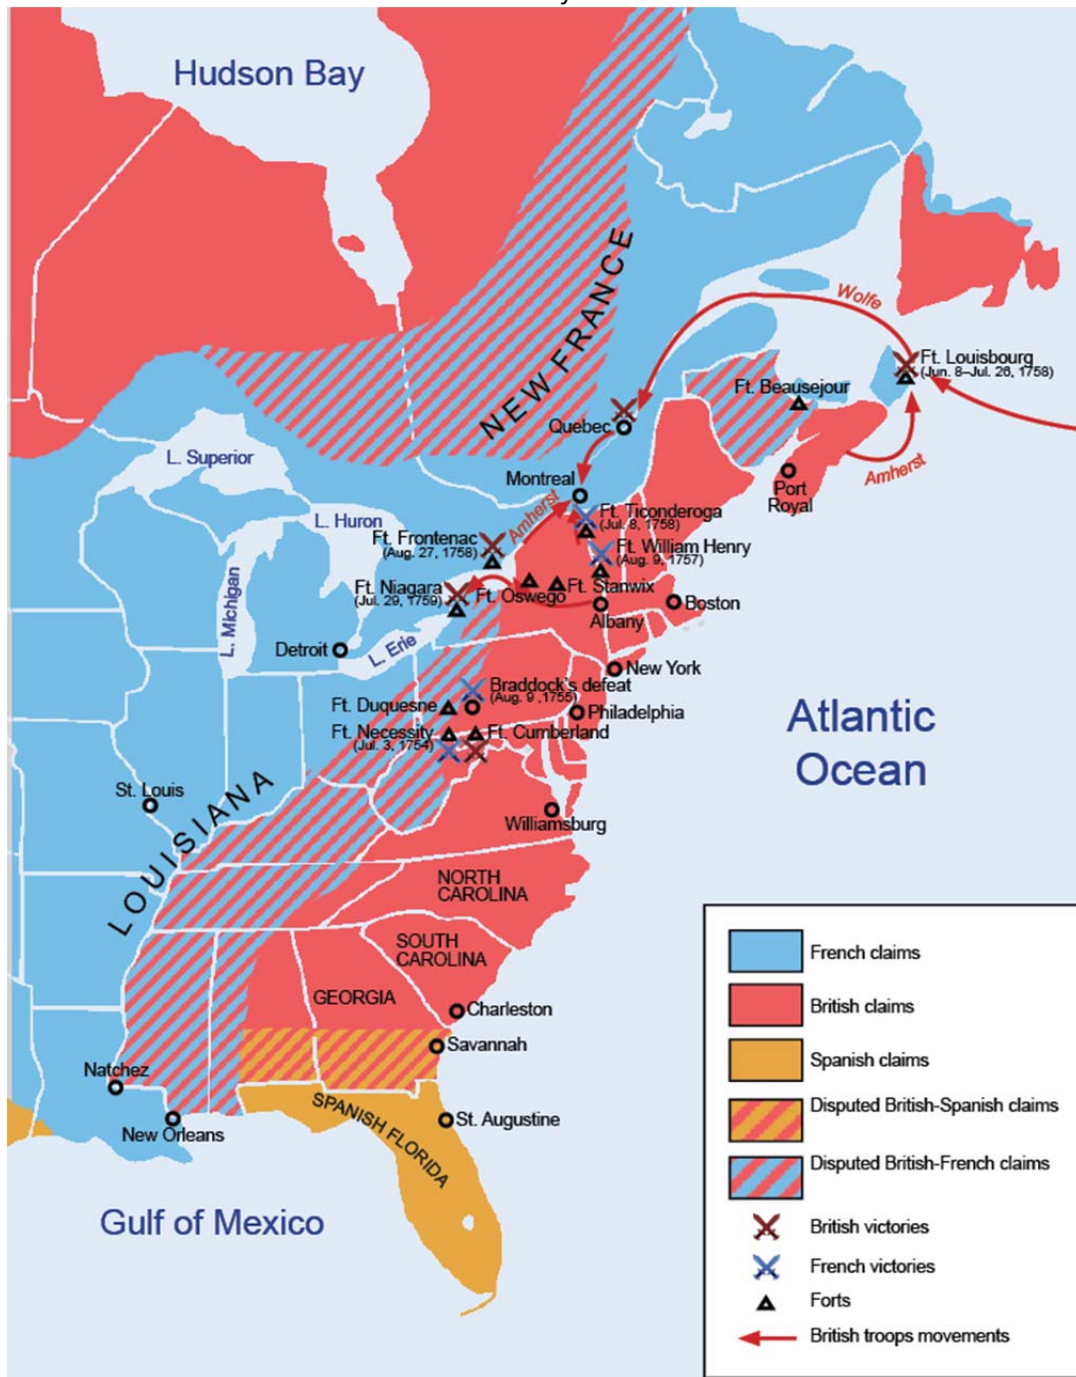 Hudson Bay
NEW FRANCE
Wolfe
Ft. Louisbourg
(Jun. 8–Jul. 26, 1758)
Ft. Beausejour
Quebec
L. Superior
Amherst
Montreal
Port
Royal
Amherst
L. Huron
Ft. Ticonderoga
(Jul. 8, 1758)
Ft. Frontenac
(Aug. 27, 1758)
Ft. William Henry
(Aug. 9, 1757)
L. Michigan
Ft. Niagara
(Jul. 29, 1759)
Ft. Oswego
Ft. Stanwix
Boston
Albany
Detroit
L. Erie
New York
Braddock's defeat
(Aug. 9 ,1755)
Ft. Duquesne
Philadelphia
Ft. Necessity
(Jul. 3, 1754)
Ft. Cumberland
Atlantic
Ocean
St. Louis
LOUISIANA
Williamsburg
NORTH
CAROLINA
SOUTH
CAROLINA
GEORGIA
Charleston
Savannah
Natchez
New Orleans
SPANISH FLORIDA
St. Augustine
Gulf of Mexico
French claims
British claims
Spanish claims
Disputed British-Spanish claims
Disputed British-French claims
British victories
French victories
Forts
British troops movements